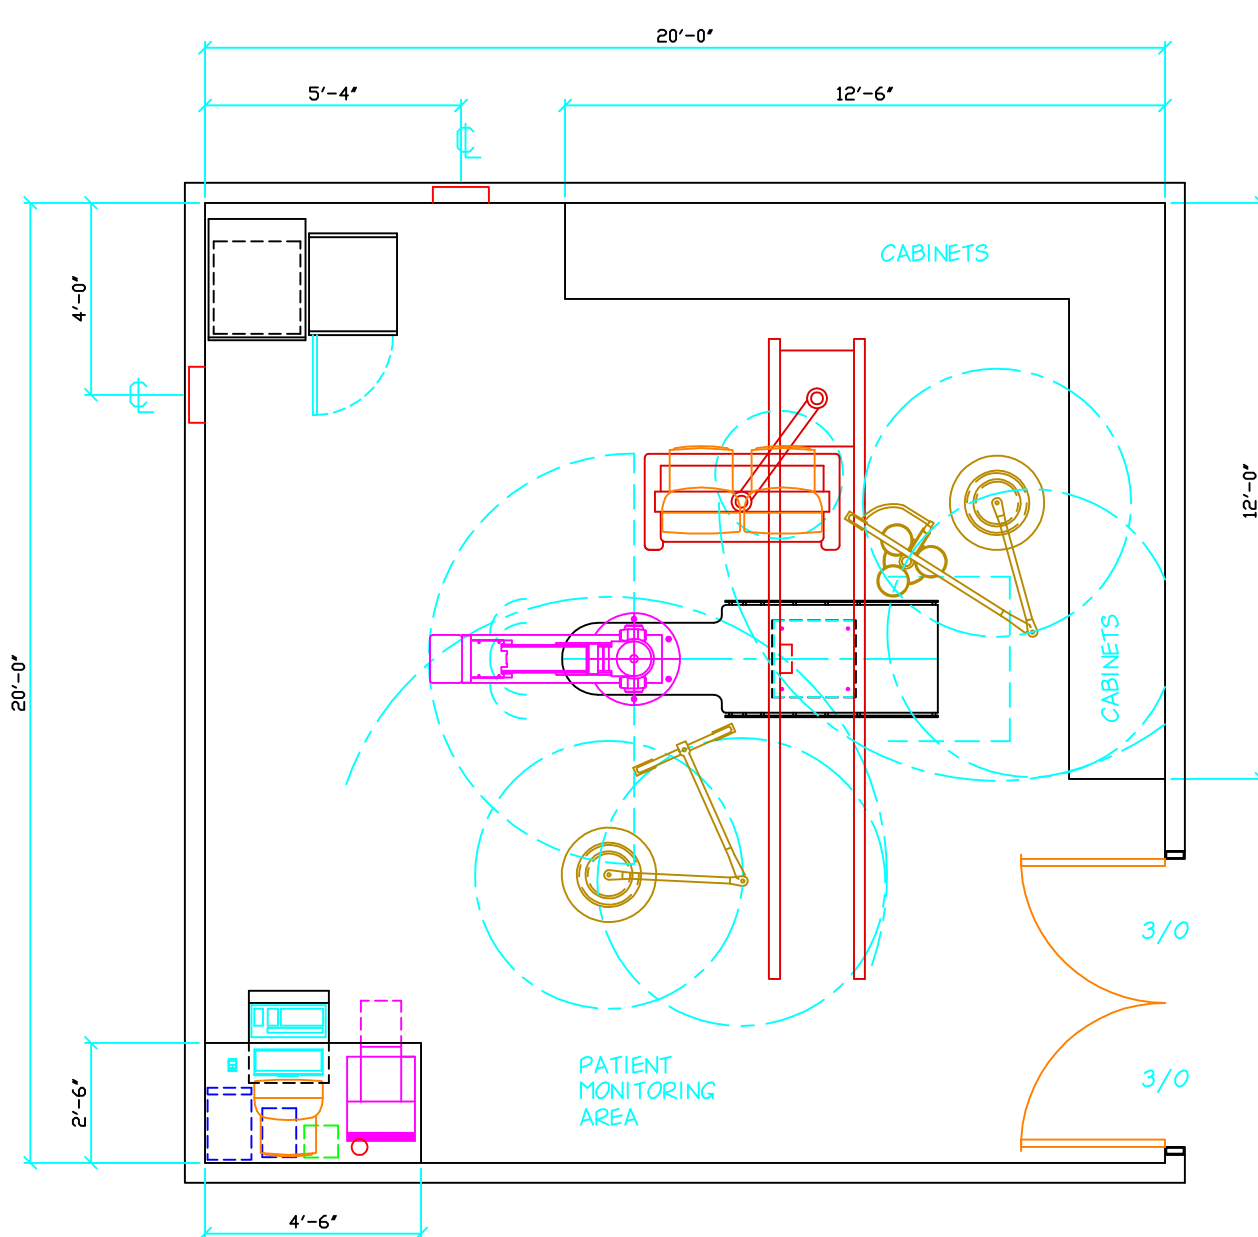 20'-0"
5'-4"
12'-6"
℄
CABINETS
4'-0"
℄
12'-0"
CABINETS
20'-0"
3/0
PATIENT
MONITORING
AREA
3/0
2'-6"
4'-6"